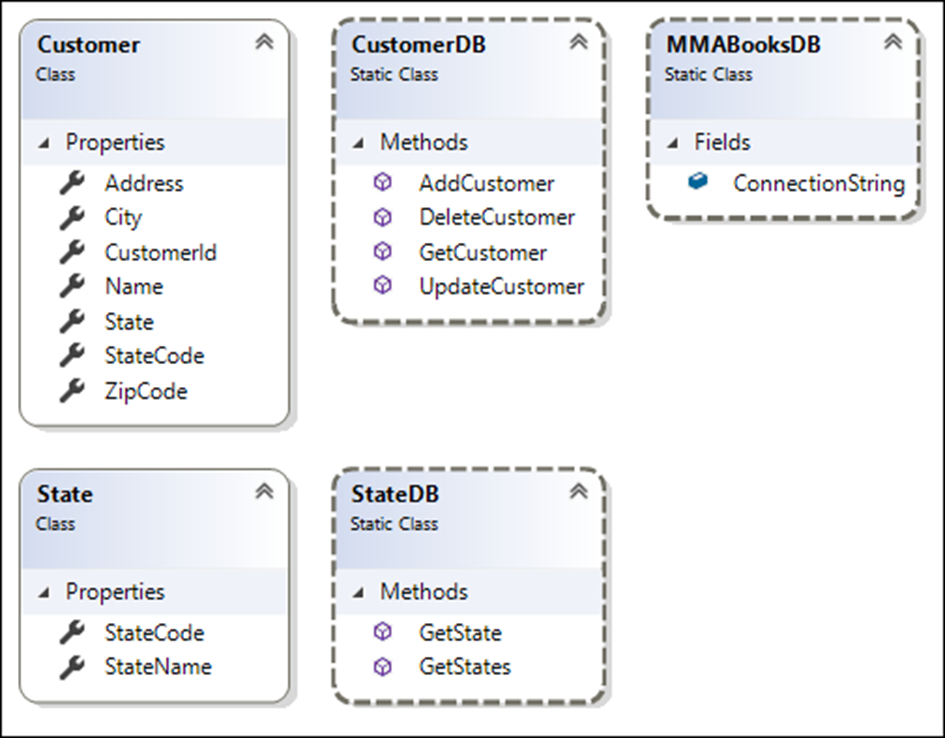 Customer
Class
Properties
Address
City
CustomerId
Name
State
StateCode
ZipCode
CustomerDB
Static Class
Methods
AddCustomer
DeleteCustomer
GetCustomer
UpdateCustomer
MMABooksDB
Static Class
Fields
ConnectionString
State
Class
Properties
StateCode
StateName
StateDB
Static Class
Methods
GetState
GetStates